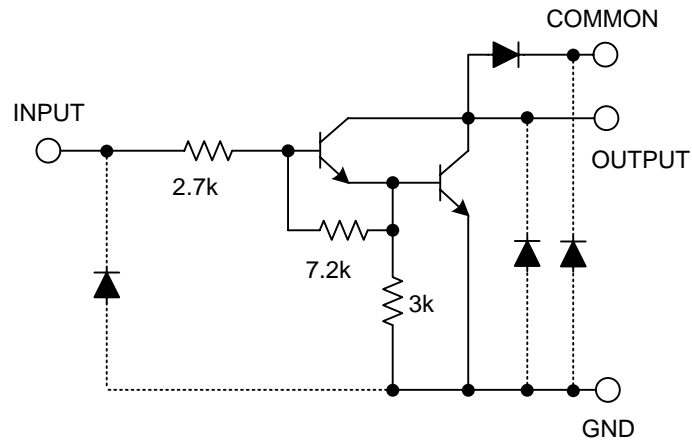 COMMON
INPUT
OUTPUT
2.7k
7.2k
3k
GND